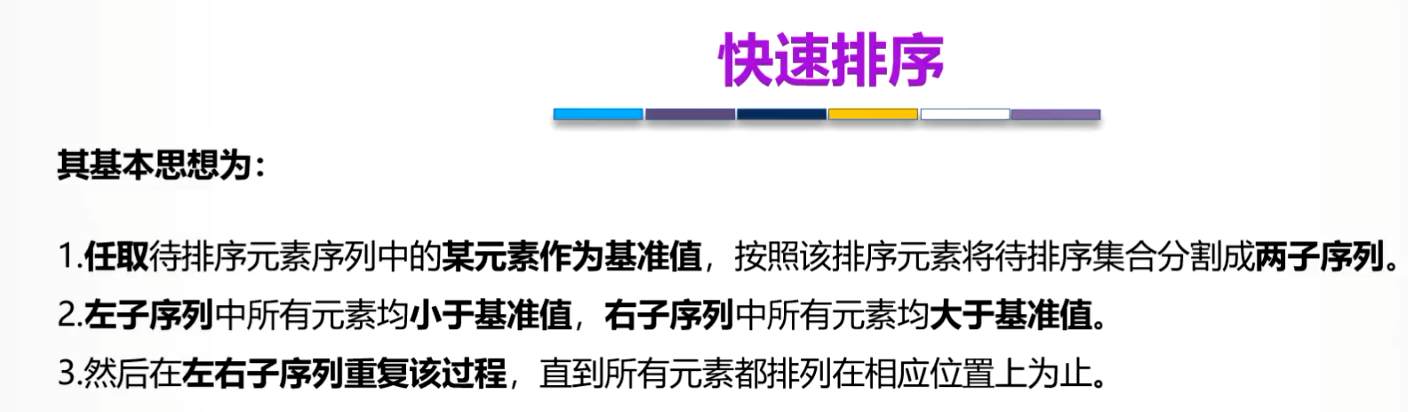 快速排序
其基本思想为：
1.任取待排序元素序列中的某元素作为基准值，按照该排序元素将待排序集合分割成两子序列。
2.左子序列中所有元素均小于基准值，右子序列中所有元素均大于基准值。
3.然后在左右子序列重复该过程，直到所有元素都排列在相应位置上为止。